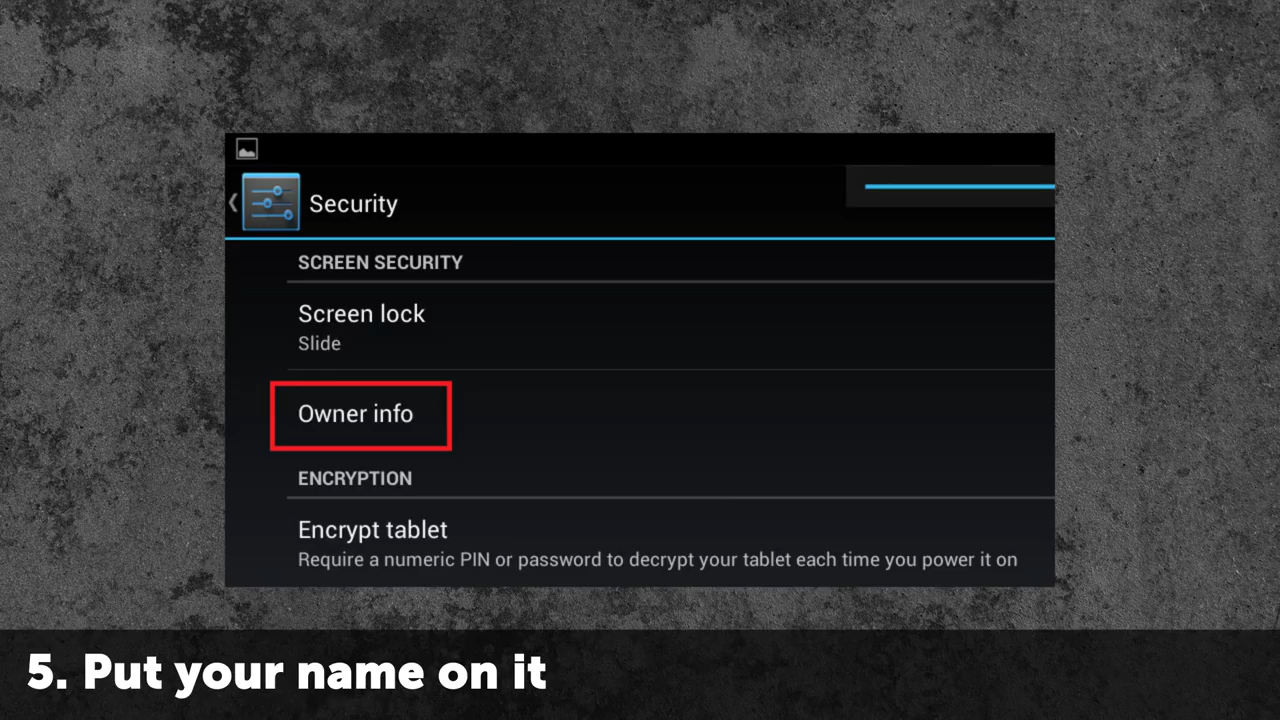 Security
SCREEN SECURITY
Screen lock
Slide
Owner info
ENCRYPTION
Encrypt tablet
Require a numeric PIN or password to decrypt your tablet each time you power it on
5. Put your name on it